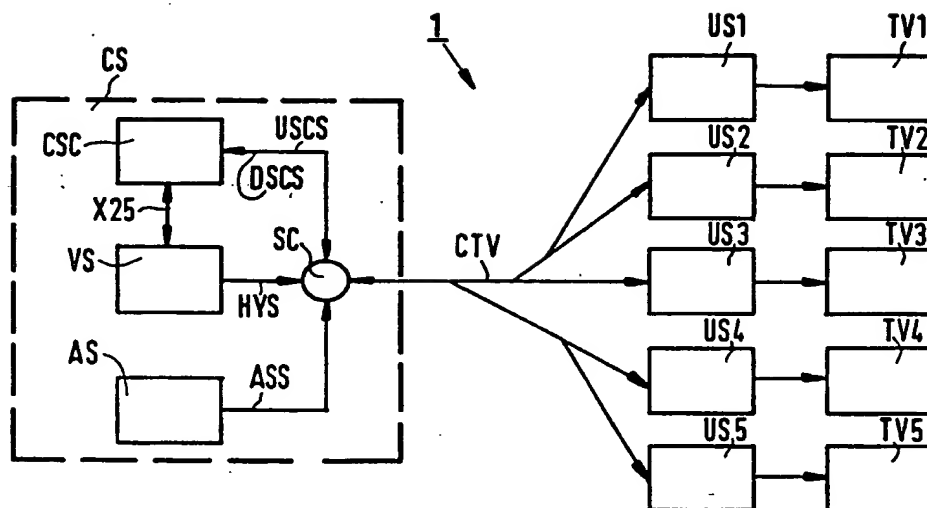 1
CS
CSC
USCS
DSCS
X25
VS
SC
HYS
AS
ASS
CTV
US1
TV1
US2
TV2
US3
TV3
US4
TV4
US5
TV5